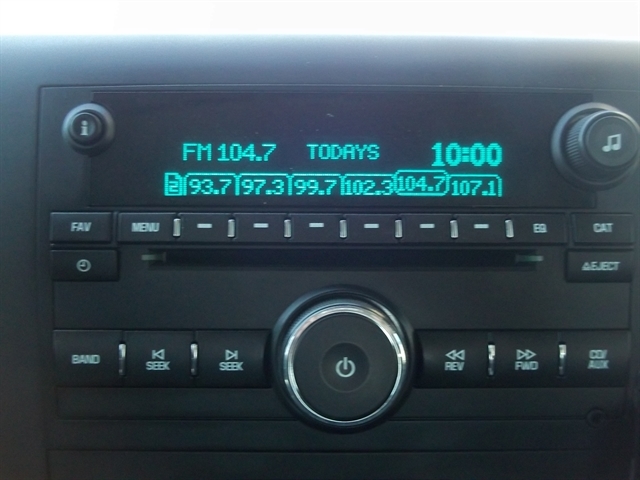 FM 104.7 TODAYS 10:00
2 93.7 97.3 99.7 102.3 104.7 107.1
FAV MENU EQ CAT
EJECT
BAND SEEK SEEK REV FWD CD/AUX